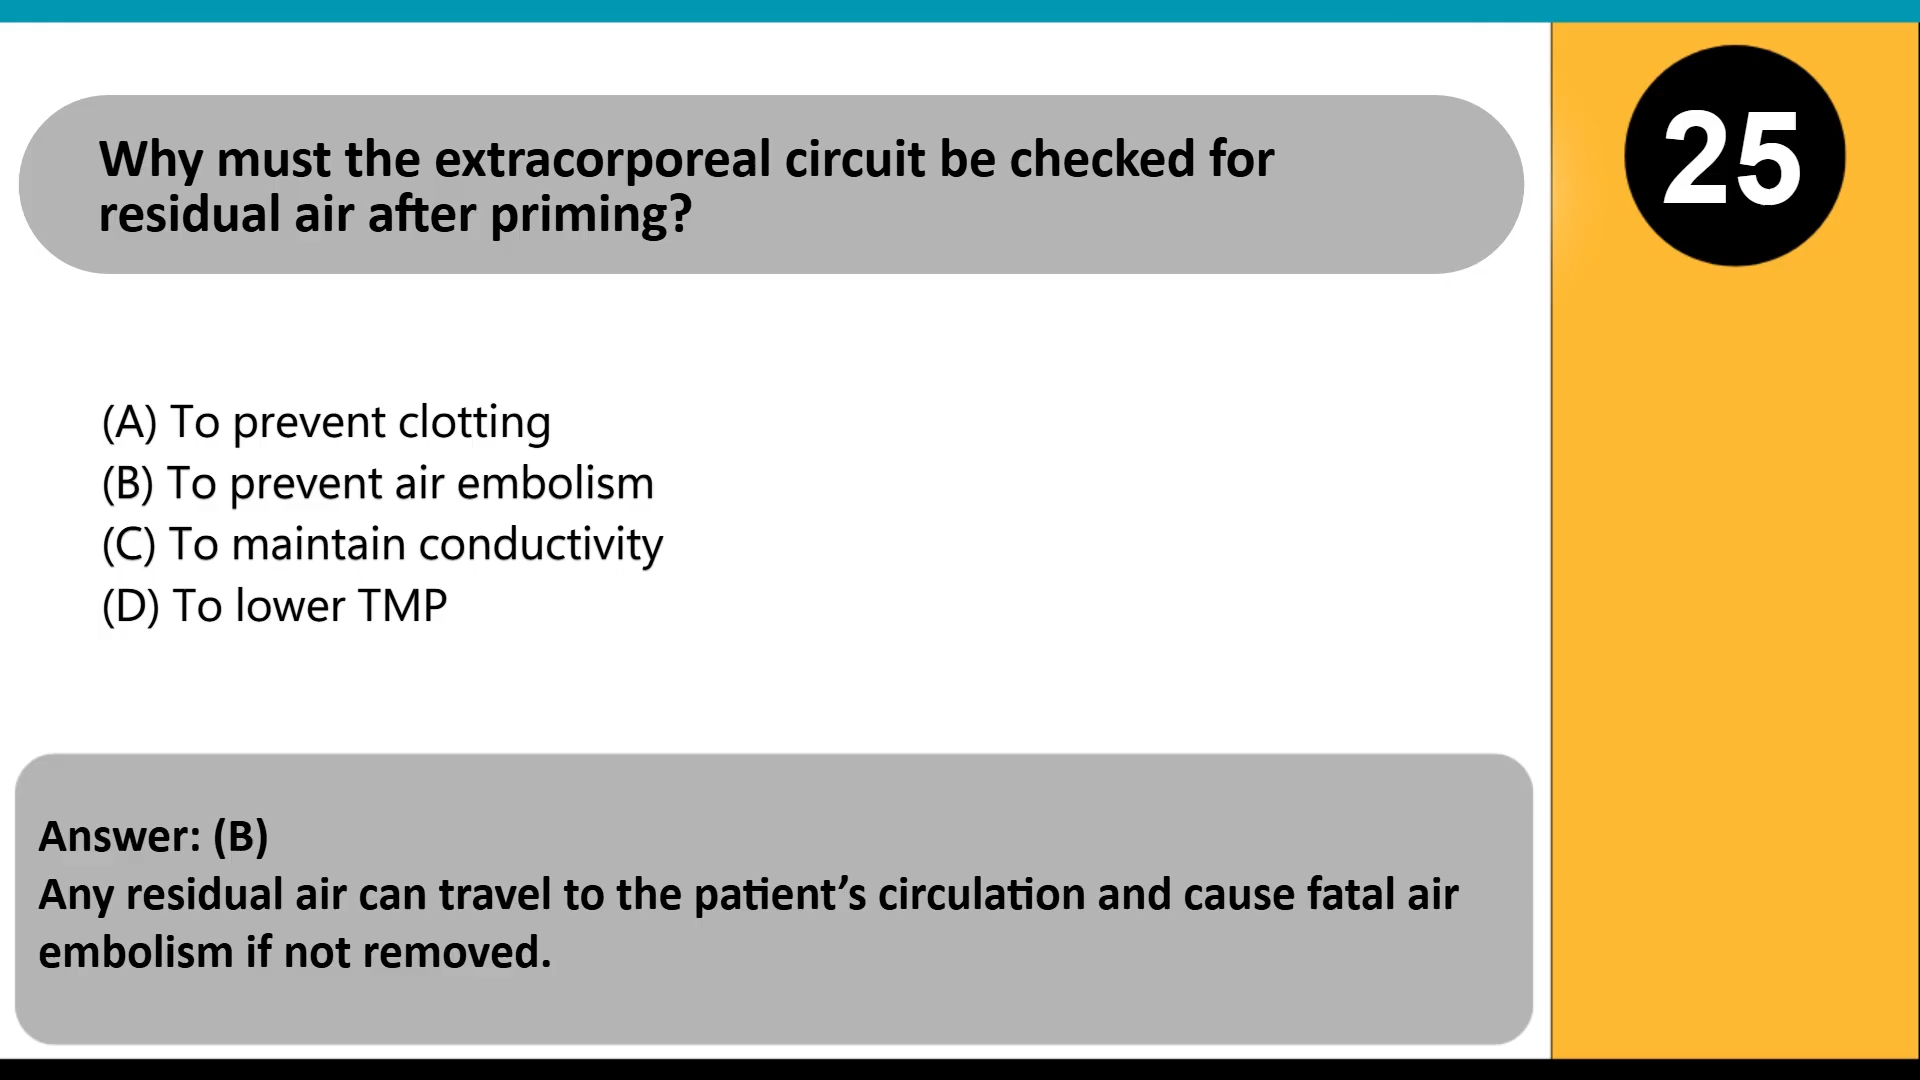 Why must the extracorporeal circuit be checked for
residual air after priming?
25
(A) To prevent clotting
(B) To prevent air embolism
(C) To maintain conductivity
(D) To lower TMP
Answer: (B)
Any residual air can travel to the patient’s circulation and cause fatal air
embolism if not removed.